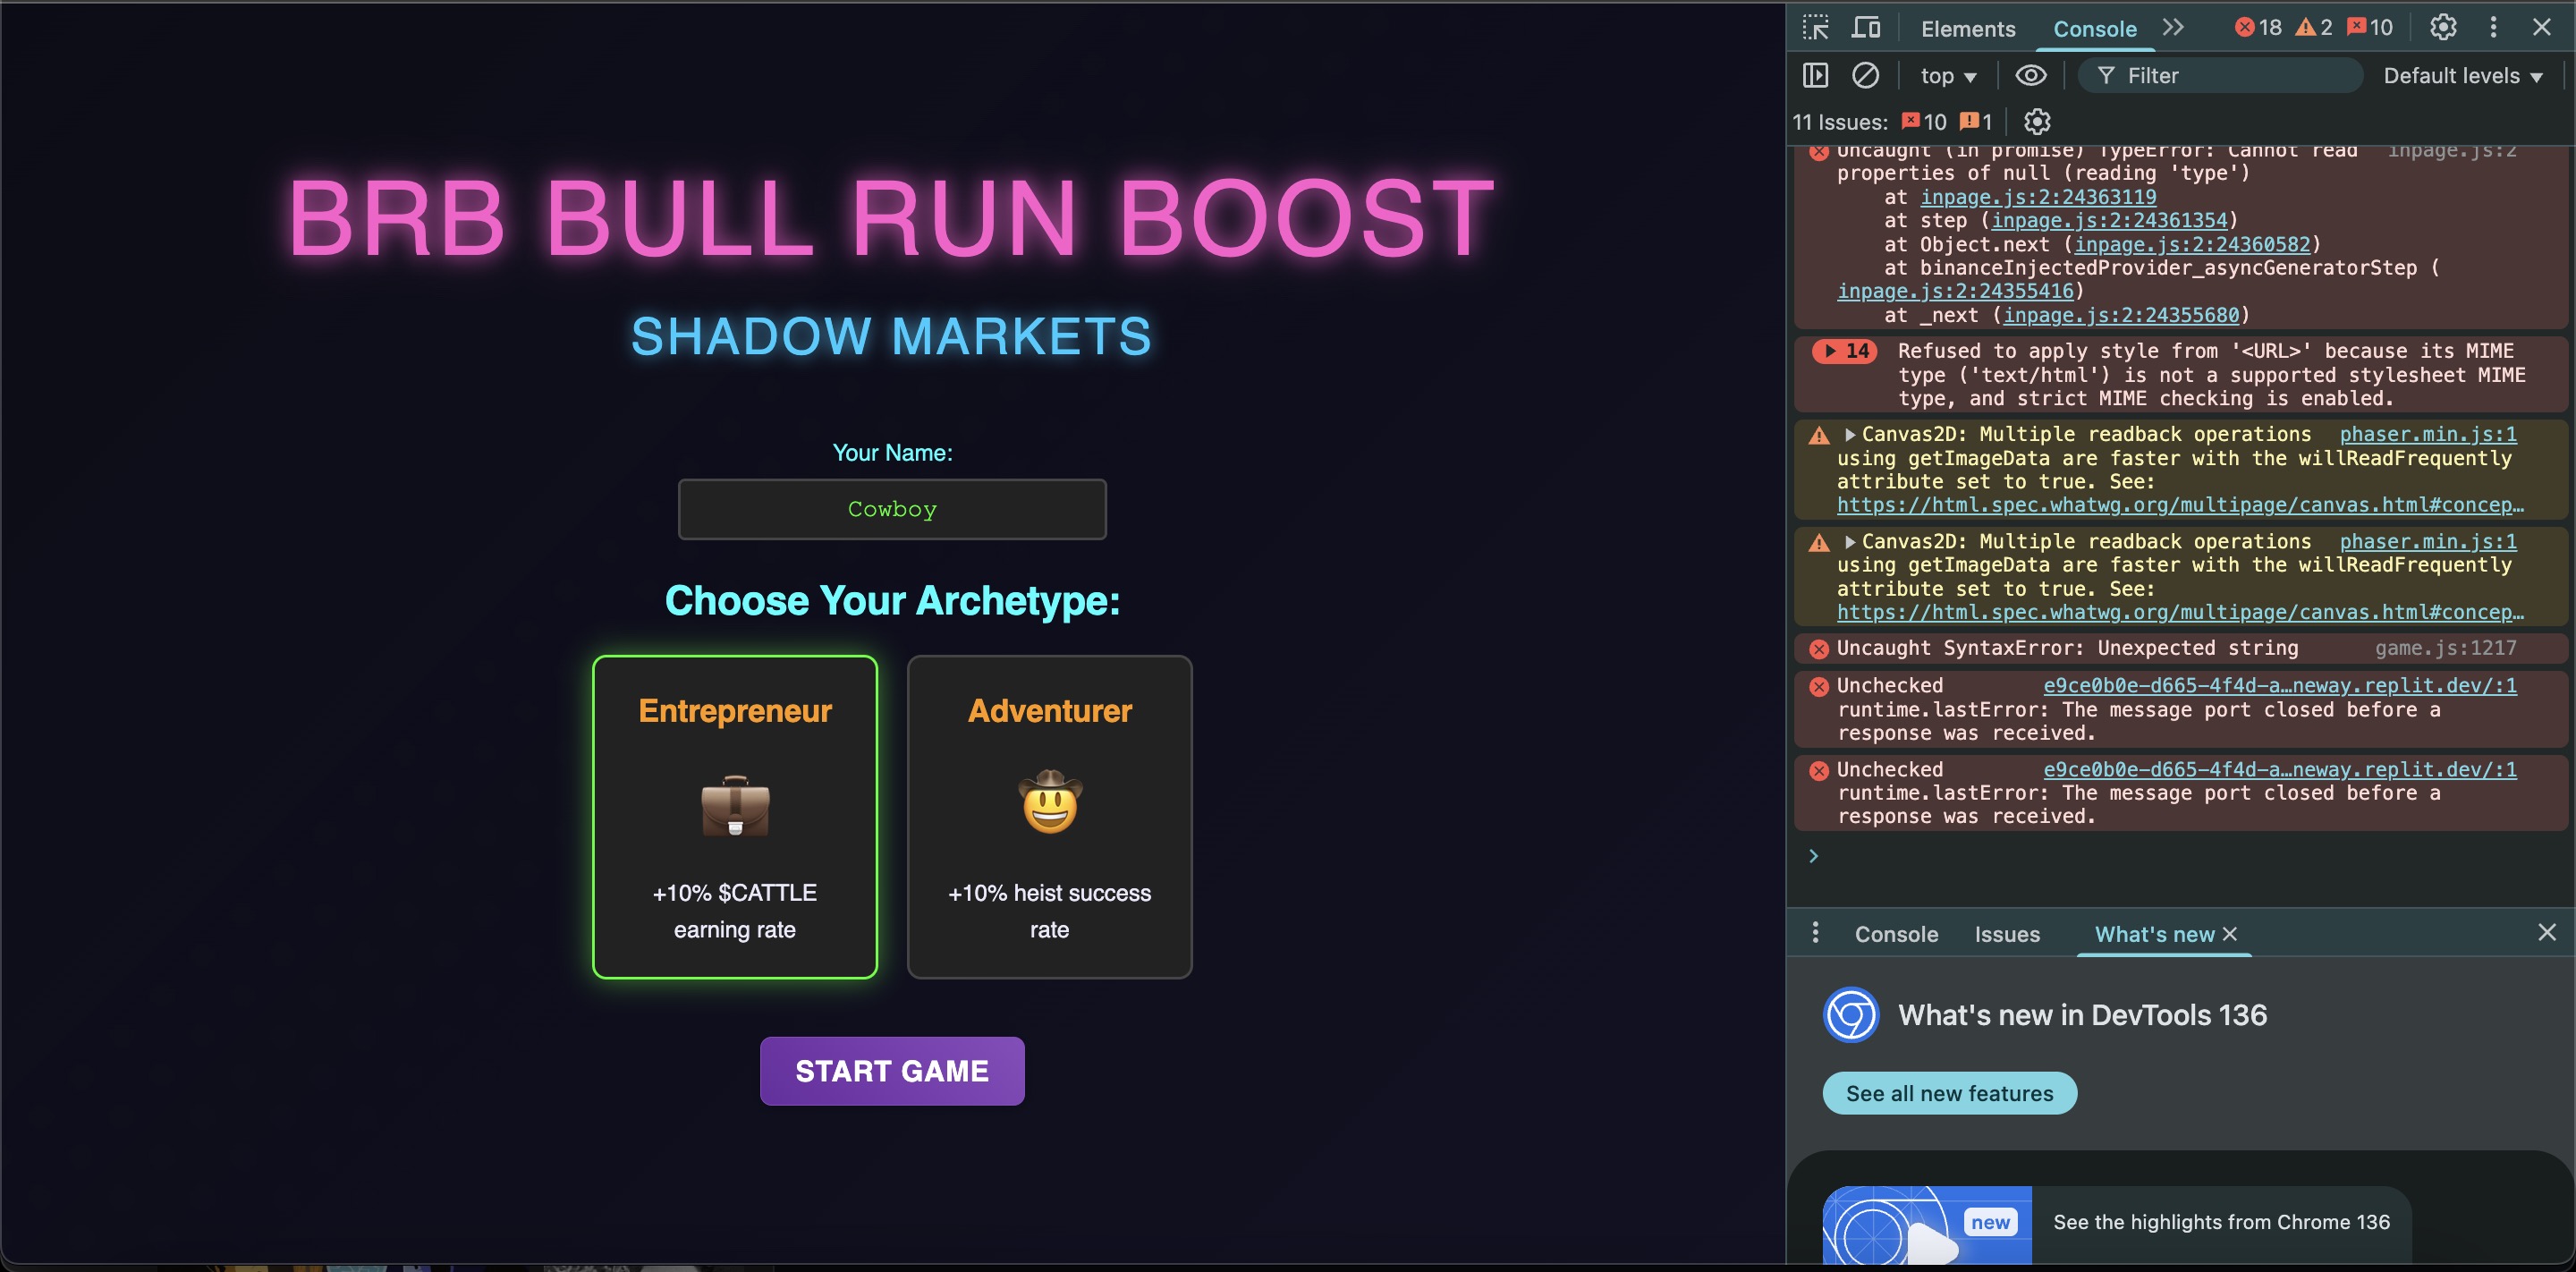 BRB BULL RUN BOOST
SHADOW MARKETS
Your Name:
Cowboy
Choose Your Archetype:
Entrepreneur
+10% $CATTLE
earning rate
Adventurer
+10% heist success
rate
START GAME
Elements Console 18 2 10
top Filter Default levels
11 Issues: 10 1
Uncaught (in promise) TypeError: Cannot read inpage.js:2
properties of null (reading 'type')
at inpage.js:2:24363119
at step (inpage.js:2:24361354)
at Object.next (inpage.js:2:24360582)
at binanceInjectedProvider_asyncGeneratorStep (
inpage.js:2:24355416)
at _next (inpage.js:2:24355680)
14 Refused to apply style from '<URL>' because its MIME
type ('text/html') is not a supported stylesheet MIME
type, and strict MIME checking is enabled.
Canvas2D: Multiple readback operations phaser.min.js:1
using getImageData are faster with the willReadFrequently
attribute set to true. See:
https://html.spec.whatwg.org/multipage/canvas.html#concep…
Canvas2D: Multiple readback operations phaser.min.js:1
using getImageData are faster with the willReadFrequently
attribute set to true. See:
https://html.spec.whatwg.org/multipage/canvas.html#concep…
Uncaught SyntaxError: Unexpected string game.js:1217
Unchecked e9ce0b0e-d665-4f4d-a…neway.replit.dev/:1
runtime.lastError: The message port closed before a
response was received.
Unchecked e9ce0b0e-d665-4f4d-a…neway.replit.dev/:1
runtime.lastError: The message port closed before a
response was received.
Console Issues What's new
What's new in DevTools 136
See all new features
new See the highlights from Chrome 136